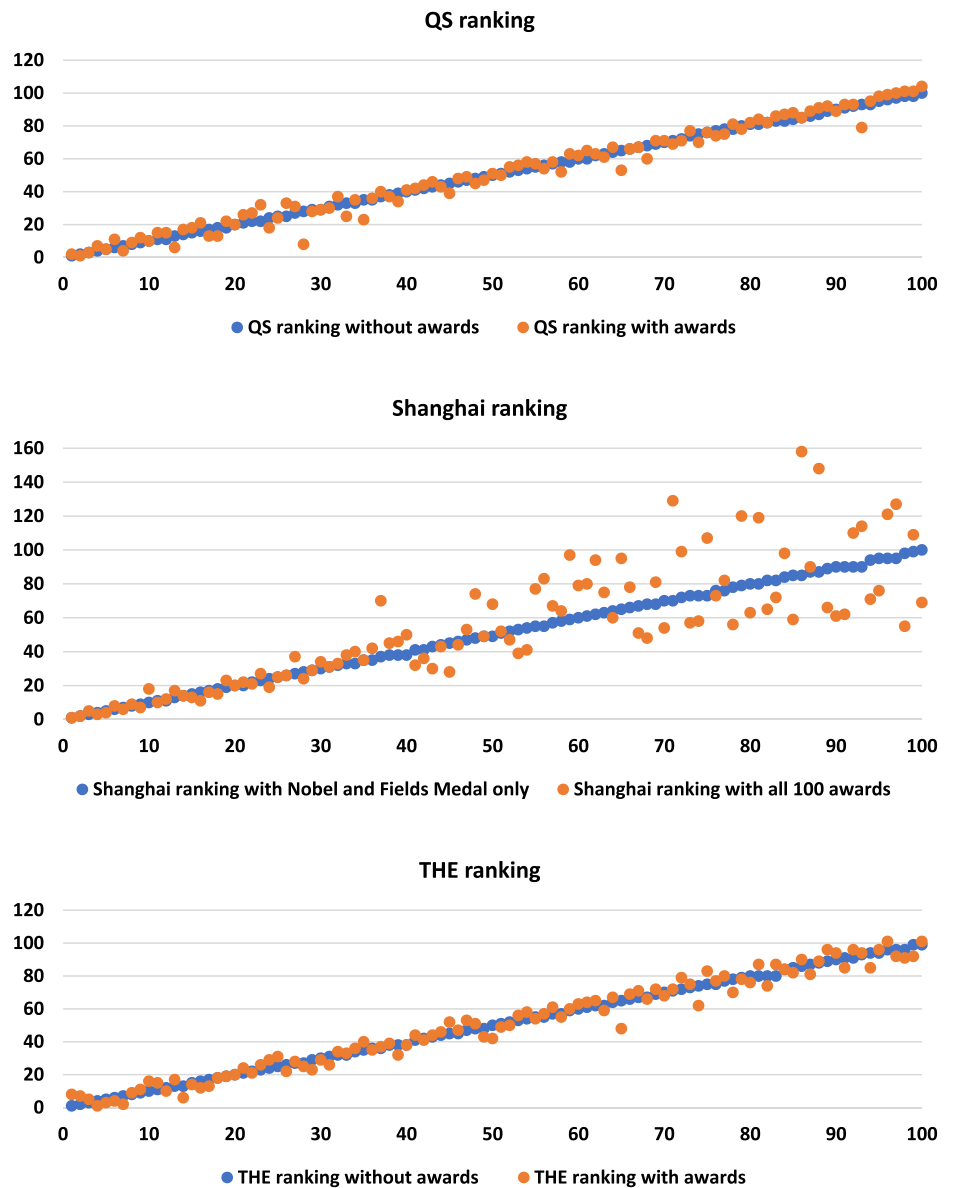 QS ranking
120
100
80
60
40
20
0
0 10 20 30 40 50 60 70 80 90 100
QS ranking without awards QS ranking with awards
Shanghai ranking
160
140
120
100
80
60
40
20
0
0 10 20 30 40 50 60 70 80 90 100
Shanghai ranking with Nobel and Fields Medal only Shanghai ranking with all 100 awards
THE ranking
120
100
80
60
40
20
0
0 10 20 30 40 50 60 70 80 90 100
THE ranking without awards THE ranking with awards